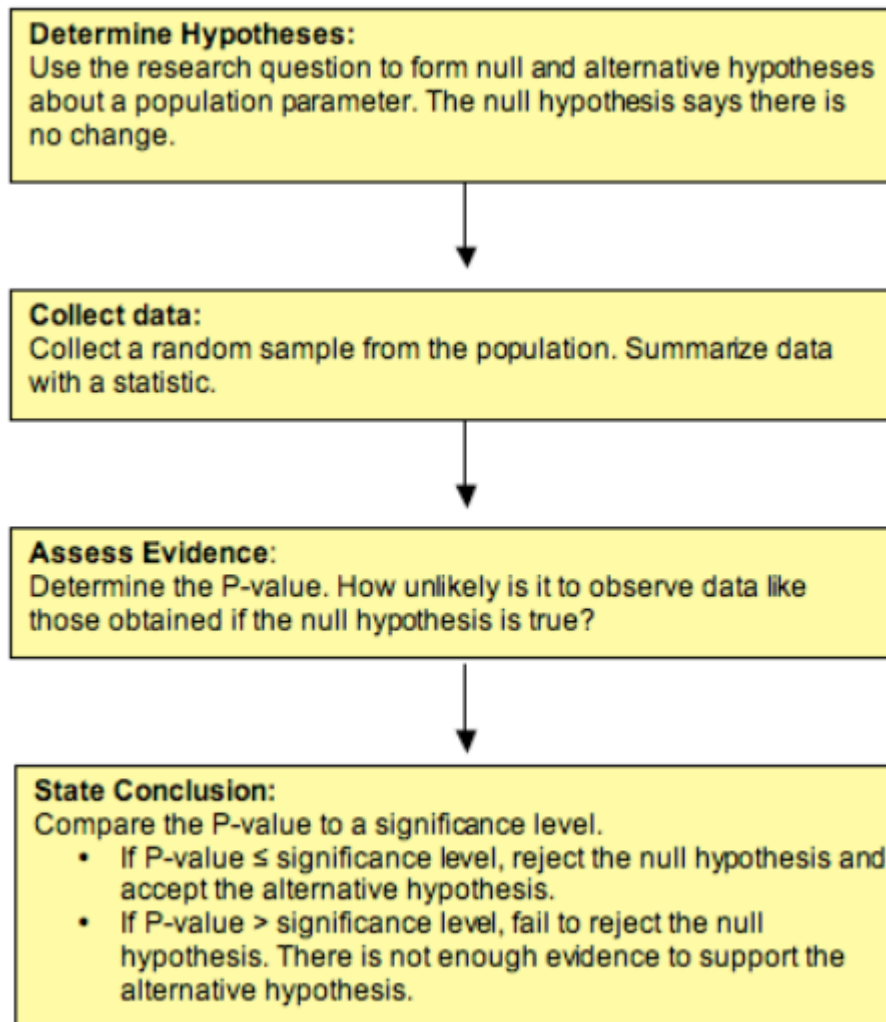 Determine Hypotheses:
Use the research question to form null and alternative hypotheses
about a population parameter. The null hypothesis says there is
no change.
Collect data:
Collect a random sample from the population. Summarize data
with a statistic.
Assess Evidence:
Determine the P-value. How unlikely is it to observe data like
those obtained if the null hypothesis is true?
State Conclusion:
Compare the P-value to a significance level.
• If P-value ≤ significance level, reject the null hypothesis and
accept the alternative hypothesis.
• If P-value > significance level, fail to reject the null
hypothesis. There is not enough evidence to support the
alternative hypothesis.